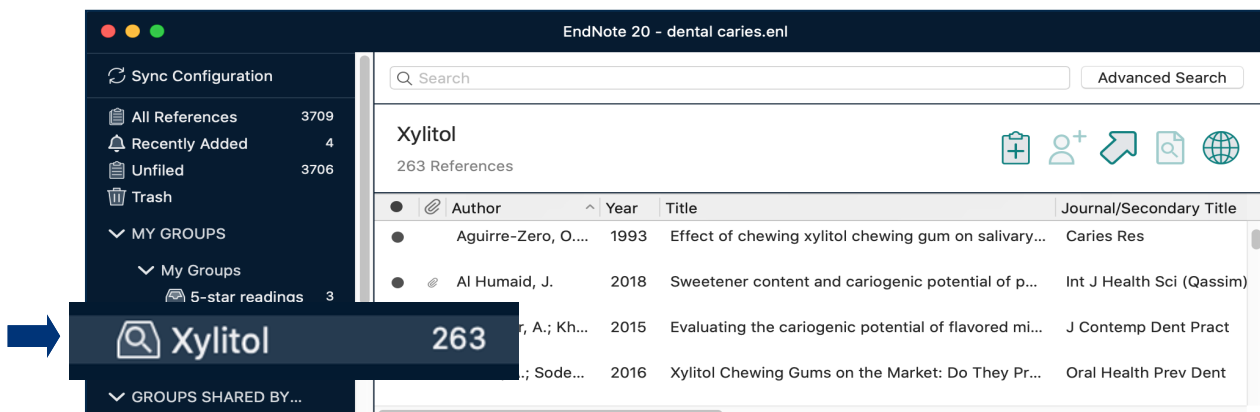 EndNote 20 - dental caries.enl
Sync Configuration
All References 3709
Recently Added 4
Unfiled 3706
Trash
MY GROUPS
My Groups
5-star readings 3
Xylitol 263
GROUPS SHARED BY...
Search
Advanced Search
Xylitol
263 References
Author Year Title Journal/Secondary Title
Aguirre-Zero, O.... 1993 Effect of chewing xylitol chewing gum on salivary... Caries Res
Al Humaid, J. 2018 Sweetener content and cariogenic potential of p... Int J Health Sci (Qassim)
, A.; Kh... 2015 Evaluating the cariogenic potential of flavored mi... J Contemp Dent Pract
; Sode... 2016 Xylitol Chewing Gums on the Market: Do They Pr... Oral Health Prev Dent